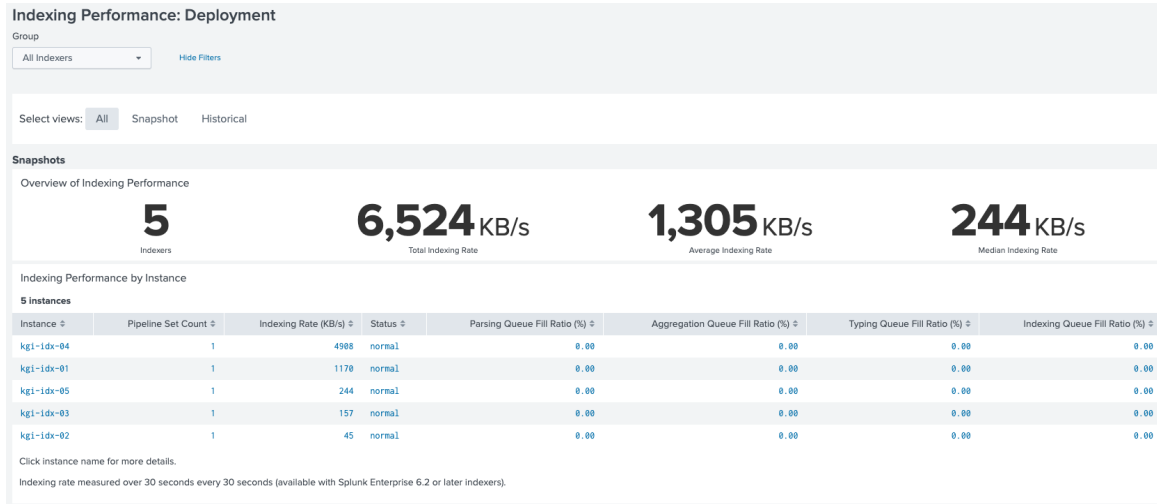 Indexing Performance: Deployment
Group
All Indexers Hide Filters
Select views: All Snapshot Historical
Snapshots
Overview of Indexing Performance
5 6,524 KB/s 1,305 KB/s 244 KB/s
Indexers Total Indexing Rate Average Indexing Rate Median Indexing Rate
Indexing Performance by Instance
5 instances
Instance Pipeline Set Count Indexing Rate (KB/s) Status Parsing Queue Fill Ratio (%) Aggregation Queue Fill Ratio (%) Typing Queue Fill Ratio (%) Indexing Queue Fill Ratio (%)
kgi-idx-04 1 4908 normal 0.00 0.00 0.00 0.00
kgi-idx-01 1 1170 normal 0.00 0.00 0.00 0.00
kgi-idx-05 1 244 normal 0.00 0.00 0.00 0.00
kgi-idx-03 1 157 normal 0.00 0.00 0.00 0.00
kgi-idx-02 1 45 normal 0.00 0.00 0.00 0.00
Click instance name for more details.
Indexing rate measured over 30 seconds every 30 seconds (available with Splunk Enterprise 6.2 or later indexers).